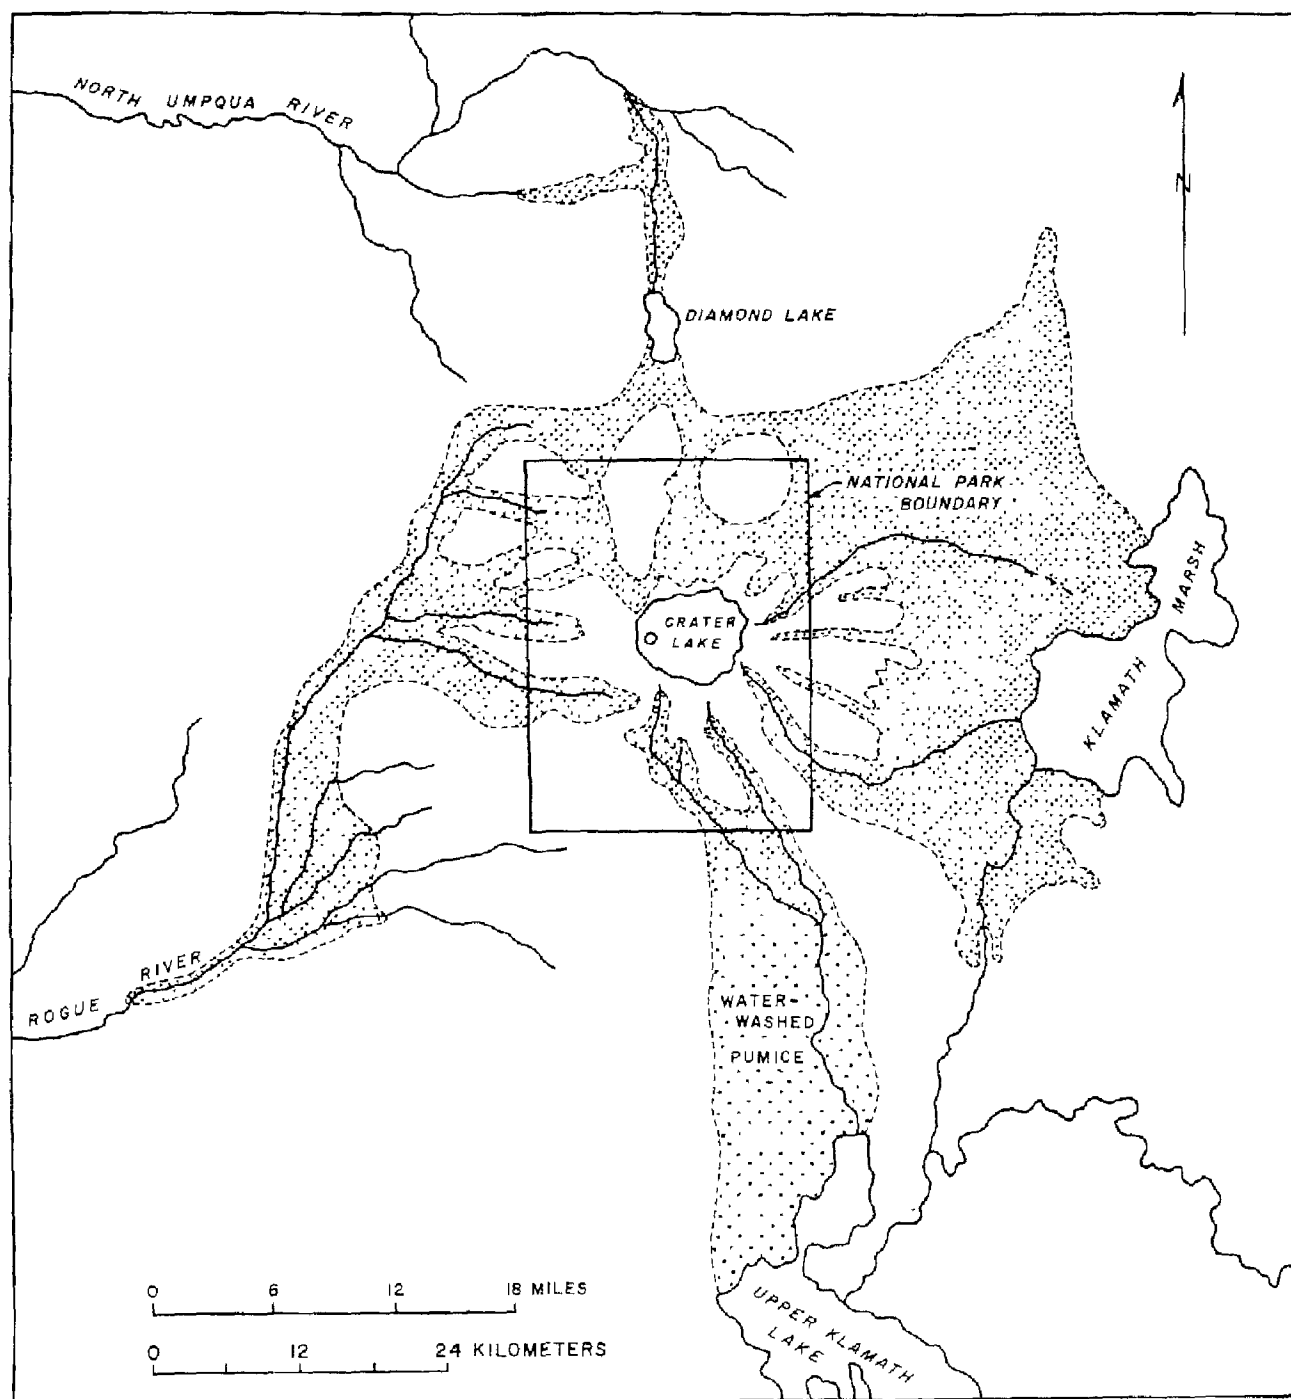 NORTH UMPQUA RIVER
N
DIAMOND LAKE
NATIONAL PARK
BOUNDARY
CRATER
LAKE
KLAMATH MARSH
ROGUE RIVER
WATER-
WASHED
PUMICE
0 6 12 18 MILES
0 12 24 KILOMETERS
UPPER KLAMATH
LAKE